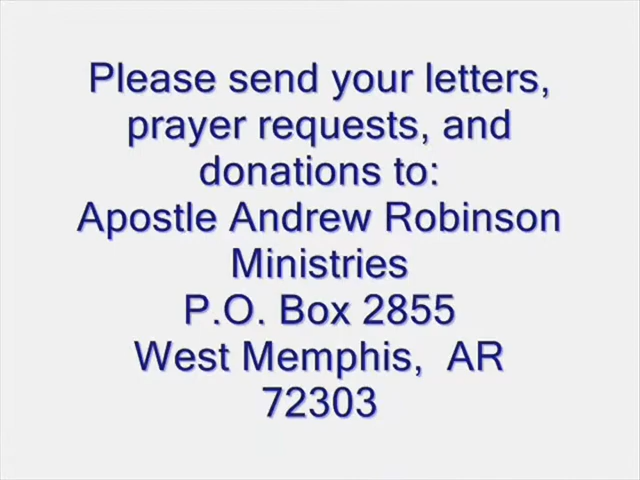 Please send your letters,
prayer requests, and
donations to:
Apostle Andrew Robinson
Ministries
P.O. Box 2855
West Memphis,  AR
72303